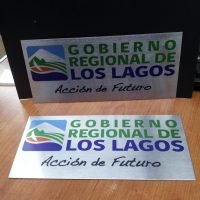 GOBIERNO
REGIONAL DE
LOS LAGOS
Acción de Futuro
GOBIERNO
REGIONAL DE
LOS LAGOS
Acción de Futuro